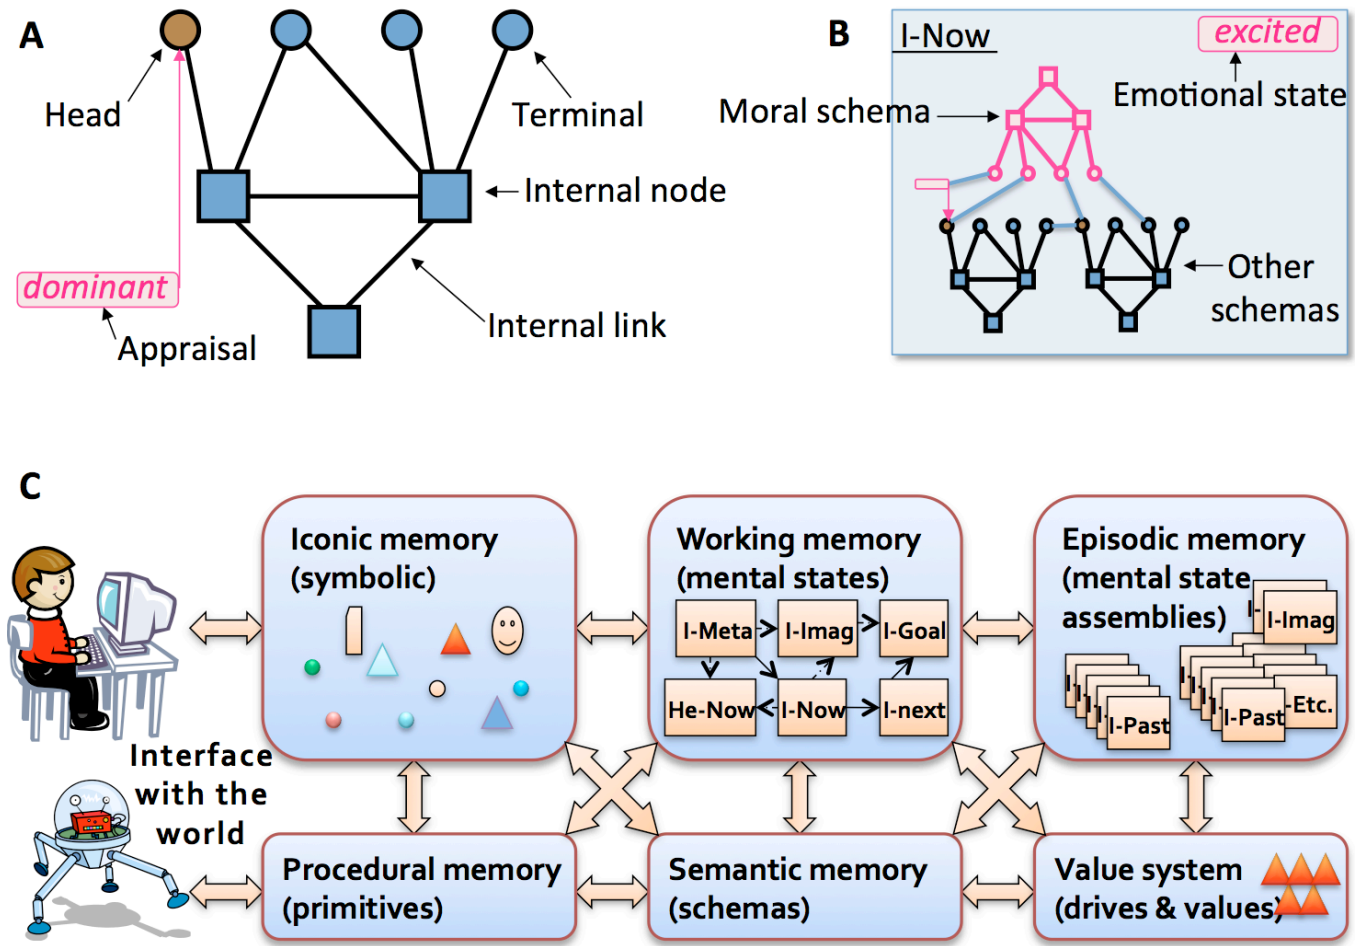 A
Head
Terminal
Internal node
dominant
Internal link
Appraisal
B
I-Now
excited
Emotional state
Moral schema
Other
schemas
C
Iconic memory
(symbolic)
Working memory
(mental states)
I-Meta
I-Imag
I-Goal
He-Now
I-Now
I-next
Episodic memory
(mental state
assemblies)
I-
I-Imag
I-
I-
I-
I-
I-Past
I-
I-
I-
I-
I-Past
-Etc.
Interface
with the
world
Procedural memory
(primitives)
Semantic memory
(schemas)
Value system
(drives & values)